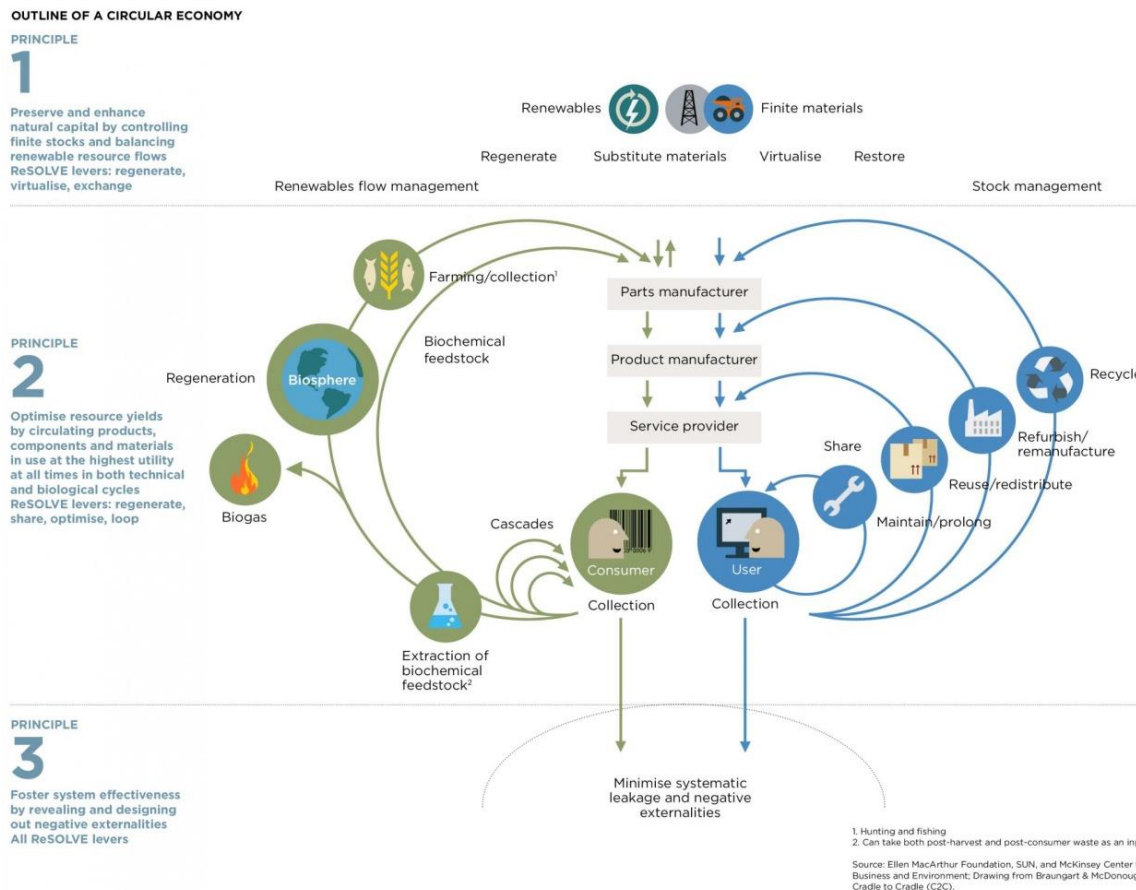 OUTLINE OF A CIRCULAR ECONOMY
PRINCIPLE
1
Preserve and enhance
natural capital by controlling
finite stocks and balancing
renewable resource flows
ReSOLVE levers: regenerate,
virtualise, exchange
Renewables
Finite materials
Regenerate
Substitute materials
Virtualise
Restore
Renewables flow management
Stock management
PRINCIPLE
2
Optimise resource yields
by circulating products,
components and materials
in use at the highest utility
at all times in both technical
and biological cycles
ReSOLVE levers: regenerate,
share, optimise, loop
Farming/collection¹
Biochemical
feedstock
Regeneration
Biosphere
Biogas
Cascades
Extraction of
biochemical
feedstock²
Parts manufacturer
Product manufacturer
Service provider
Consumer
Collection
User
Collection
Share
Maintain/prolong
Reuse/redistribute
Refurbish/
remanufacture
Recycle
PRINCIPLE
3
Foster system effectiveness
by revealing and designing
out negative externalities
All ReSOLVE levers
Minimise systematic
leakage and negative
externalities
1. Hunting and fishing
2. Can take both post-harvest and post-consumer waste as an
Source: Ellen MacArthur Foundation, SUN, and McKinsey Center
Business and Environment; Drawing from Braungart &
Cradle to Cradle (C2C).